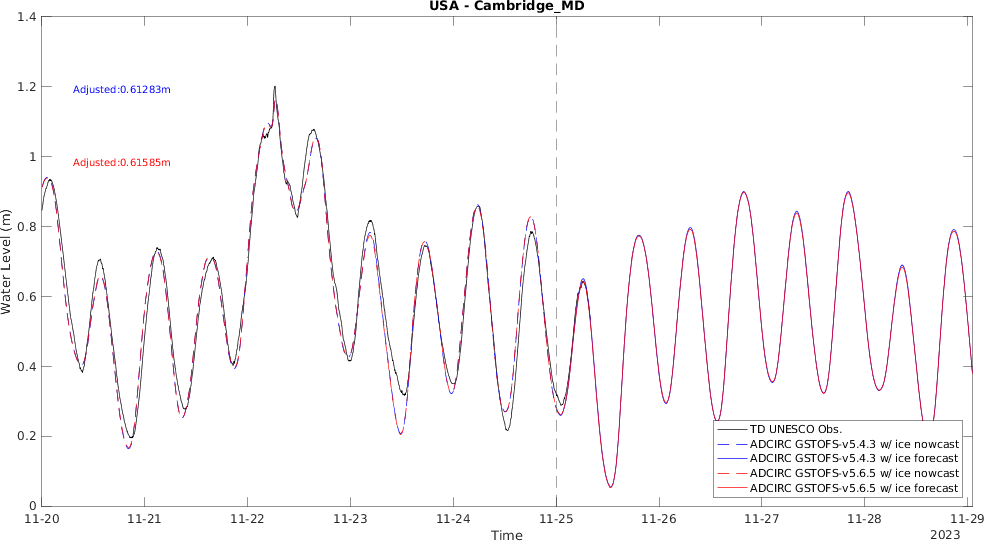 USA - Cambridge_MD
1.4
1.2
1
0.8
0.6
0.4
0.2
0
Water Level (m)
Adjusted:0.61283m
Adjusted:0.61585m
TD UNESCO Obs.
ADCIRC GSTOFS-v5.4.3 w/ ice nowcast
ADCIRC GSTOFS-v5.4.3 w/ ice forecast
ADCIRC GSTOFS-v5.6.5 w/ ice nowcast
ADCIRC GSTOFS-v5.6.5 w/ ice forecast
11-20 11-21 11-22 11-23 11-24 11-25 11-26 11-27 11-28 11-29
Time
2023